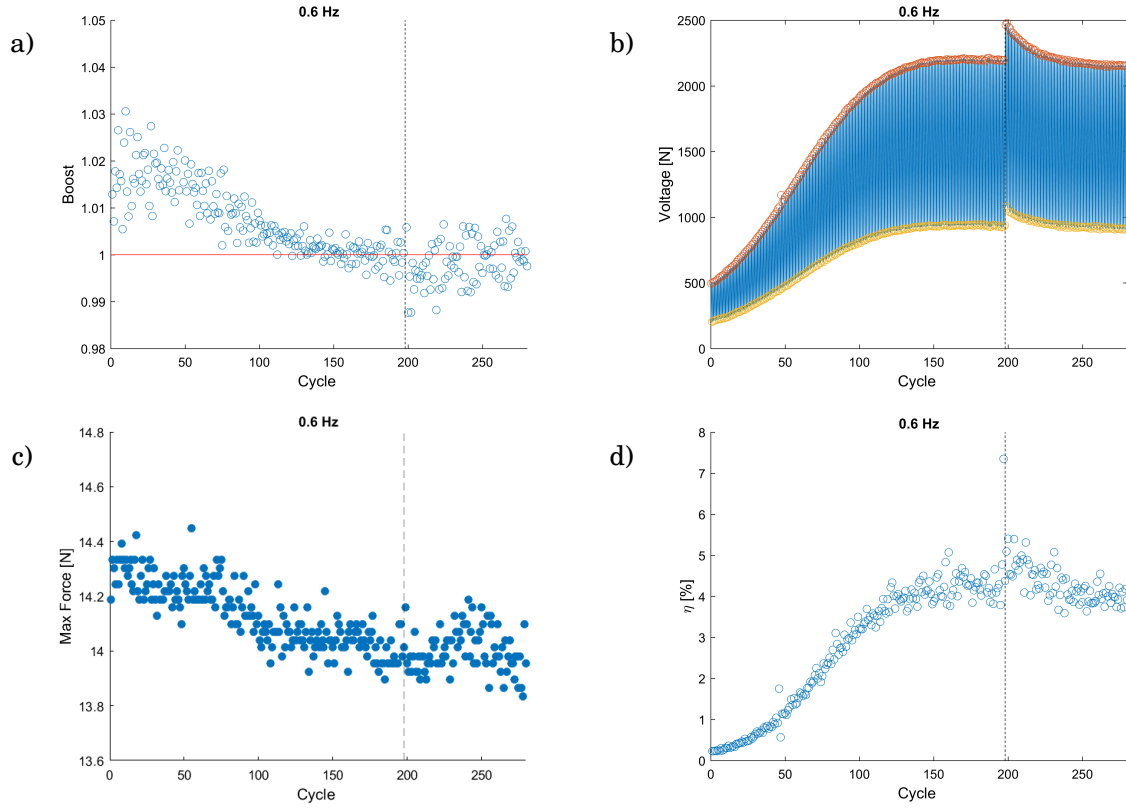 a)
0.6 Hz
Boost
1.05
1.04
1.03
1.02
1.01
1
0.99
0.98
0 50 100 150 200 250
Cycle
b)
0.6 Hz
Voltage [N]
2500
2000
1500
1000
500
0
0 50 100 150 200 250
Cycle
c)
0.6 Hz
Max Force [N]
14.8
14.6
14.4
14.2
14
13.8
13.6
0 50 100 150 200 250
Cycle
d)
0.6 Hz
η [%]
8
7
6
5
4
3
2
1
0
0 50 100 150 200 250
Cycle